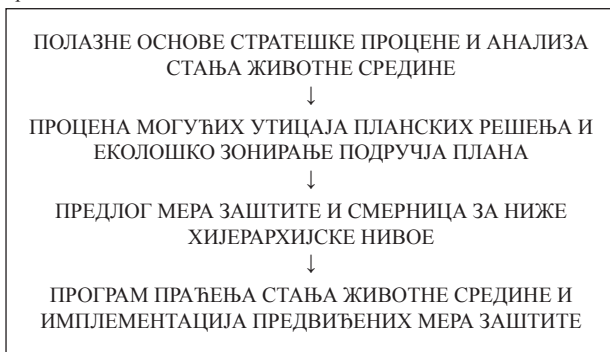 ПОЛАЗНЕ ОСНОВЕ СТРАТЕШКЕ ПРОЦЕНЕ И АНАЛИЗА
СТАЊА ЖИВОТНЕ СРЕДИНЕ
↓
ПРОЦЕНА МОГУЋИХ УТИЦАЈА ПЛАНСКИХ РЕШЕЊА И
ЕКОЛОШКО ЗОНИРАЊЕ ПОДРУЧЈА ПЛАНА
↓
ПРЕДЛОГ МЕРА ЗАШТИТЕ И СМЕРНИЦА ЗА НИЖЕ
ХИЈЕРАРХИЈСКЕ НИВОЕ
↓
ПРОГРАМ ПРАЋЕЊА СТАЊА ЖИВОТНЕ СРЕДИНЕ И
ИМПЛЕМЕНТАЦИЈА ПРЕДВИЂЕНИХ МЕРА ЗАШТИТЕ